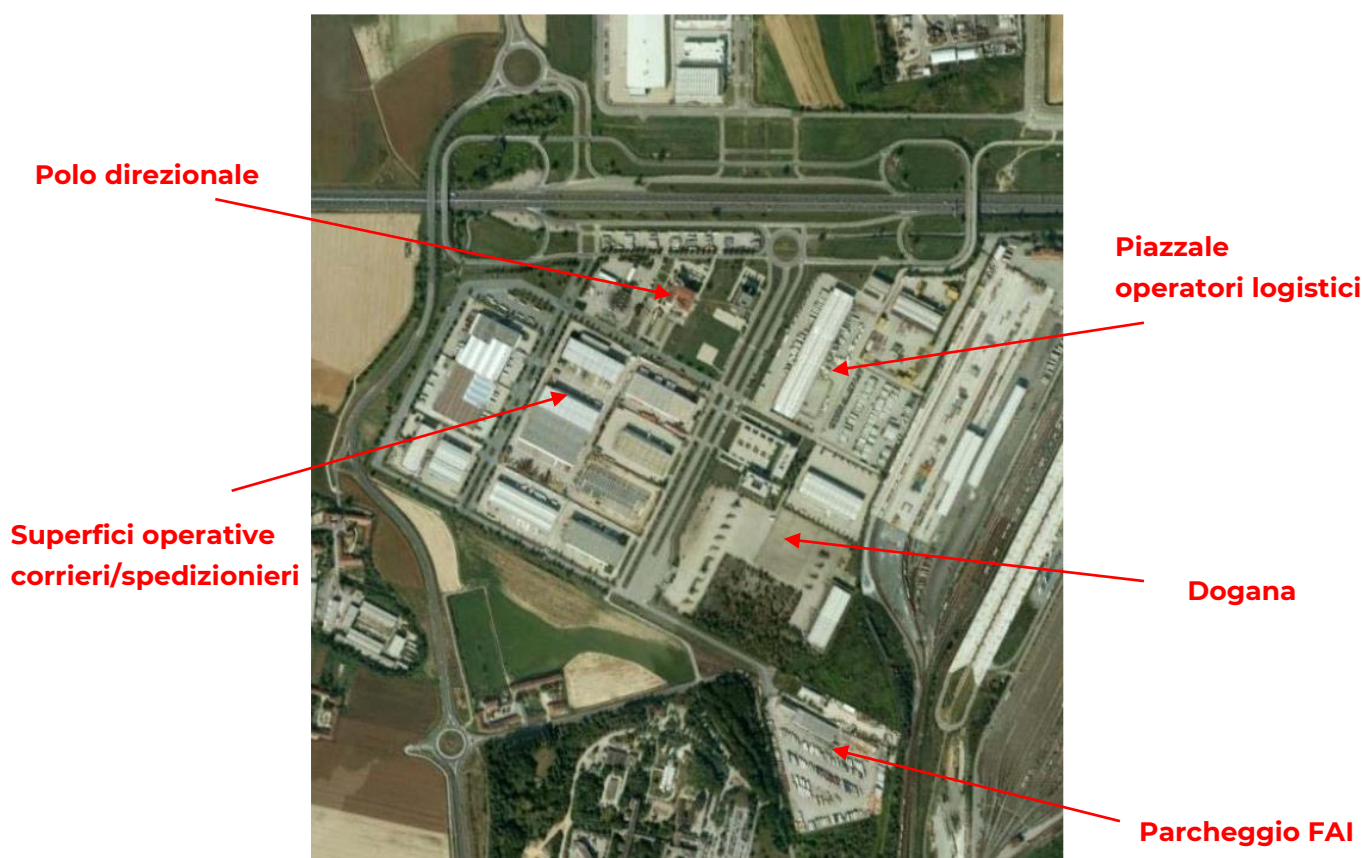 Polo direzionale
Piazzale
operatori logistici
Superfici operative
corrieri/spedizionieri
Dogana
Parcheggio FAI